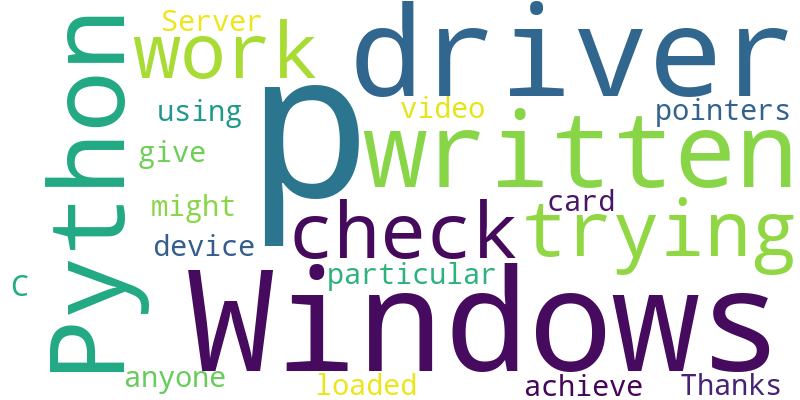 Server
driver
work
Python
p
using
video
pointers
written
give
might
card
check
trying
device
particular
Windows
C
anyone
loaded
achieve
Thanks